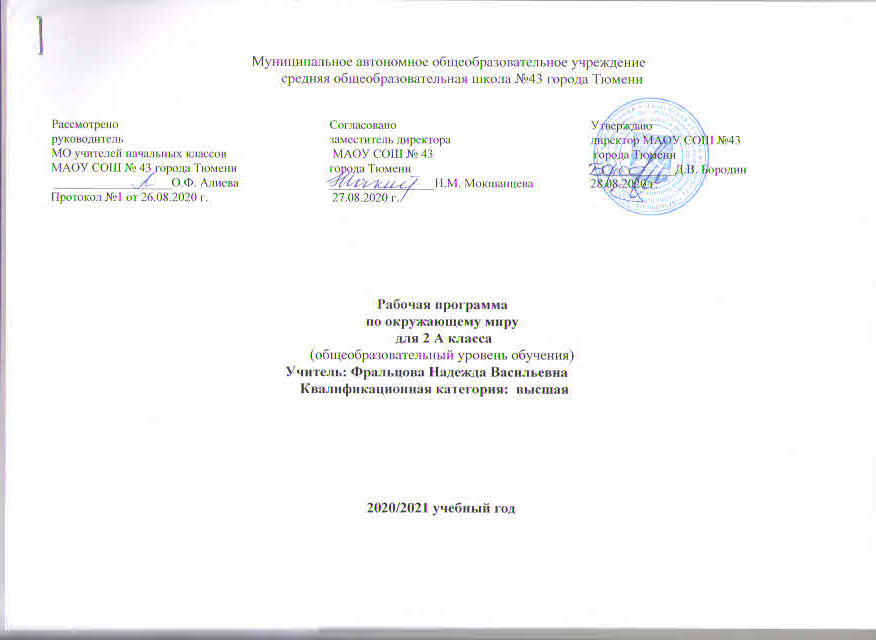 Муниципальное автономное общеобразовательное учреждение
средняя общеобразовательная школа №43 города Тюмени
Рассмотрено
руководитель
МО учителей начальных классов
МАОУ СОШ № 43 города Тюмени
О.Ф. Алиева
Протокол №1 от 26.08.2020 г.
Согласовано
заместитель директора
МАОУ СОШ № 43
города Тюмени
Н.М. Мокшанцева
27.08.2020 г.
Утверждаю
директор МАОУ СОШ №43
города Тюмени
Д.В. Бородин
28.08.2020 г.
Рабочая программа
по окружающему миру
для 2 А класса
(общеобразовательный уровень обучения)
Учитель: Фральцова Надежда Васильевна
Квалификационная категория: высшая
2020/2021 учебный год